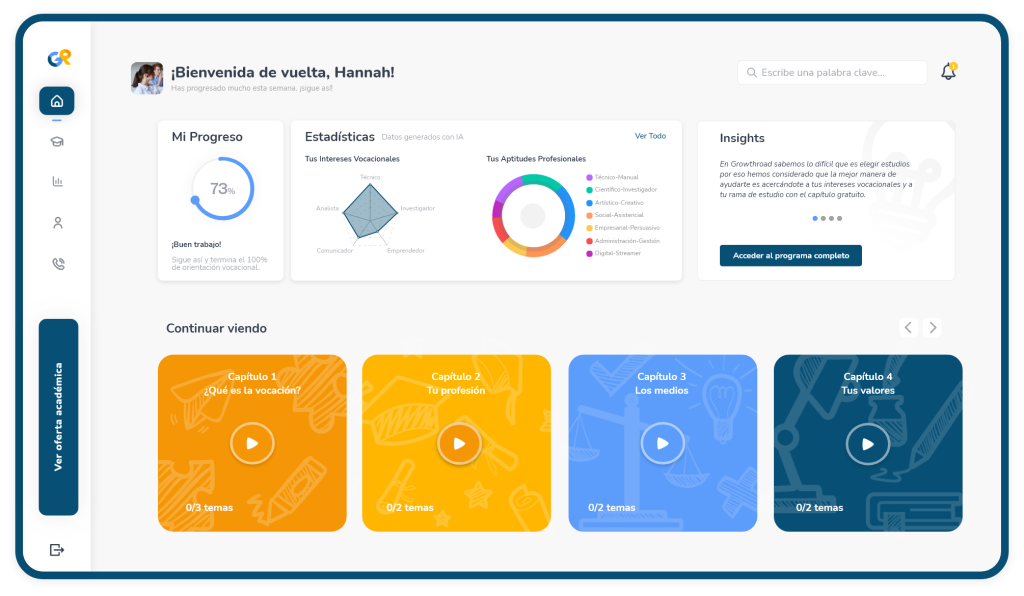 GR
¡Bienvenida de vuelta, Hannah!
Has progresado mucho esta semana, ¡sigue así!
Escribe una palabra clave...
Mi Progreso
73%
¡Buen trabajo!
Sigue así y termina el 100%
de orientación vocacional.
Estadísticas
Datos generados con IA
Ver Todo
Tus Intereses Vocacionales
Técnico
Analista
Investigador
Comunicador
Emprendedor
Tus Aptitudes Profesionales
Técnico-Manual
Científico-Investigador
Artístico-Creativo
Social-Asistencial
Empresarial-Persuasivo
Administración-Gestión
Digital-Streamer
Insights
En Growthroad sabemos lo difícil que es elegir estudios
por eso hemos considerado que la mejor manera de
ayudarte es acercándote a tus intereses vocacionales y a
tu rama de estudio con el capítulo gratuito.
Acceder al programa completo
Ver oferta académica
Continuar viendo
Capítulo 1
¿Qué es la vocación?
0/3 temas
Capítulo 2
Tu profesión
0/2 temas
Capítulo 3
Los medios
0/2 temas
Capítulo 4
Tus valores
0/2 temas